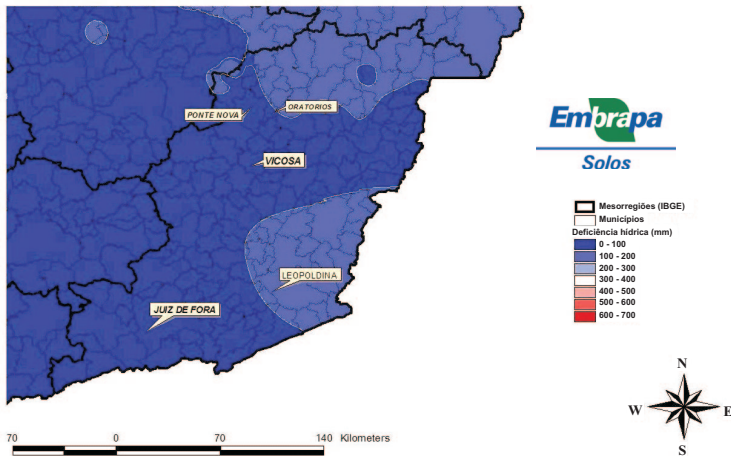 PONTE NOVA
ORATORIOS
VICOSA
LEOPOLDINA
JUIZ DE FORA
70 0 70 140 Kilometers
Embrapa
Solos
Mesorregiões (IBGE)
Municípios
Deficiência hídrica (mm)
0 - 100
100 - 200
200 - 300
300 - 400
400 - 500
500 - 600
600 - 700
N
W E
S